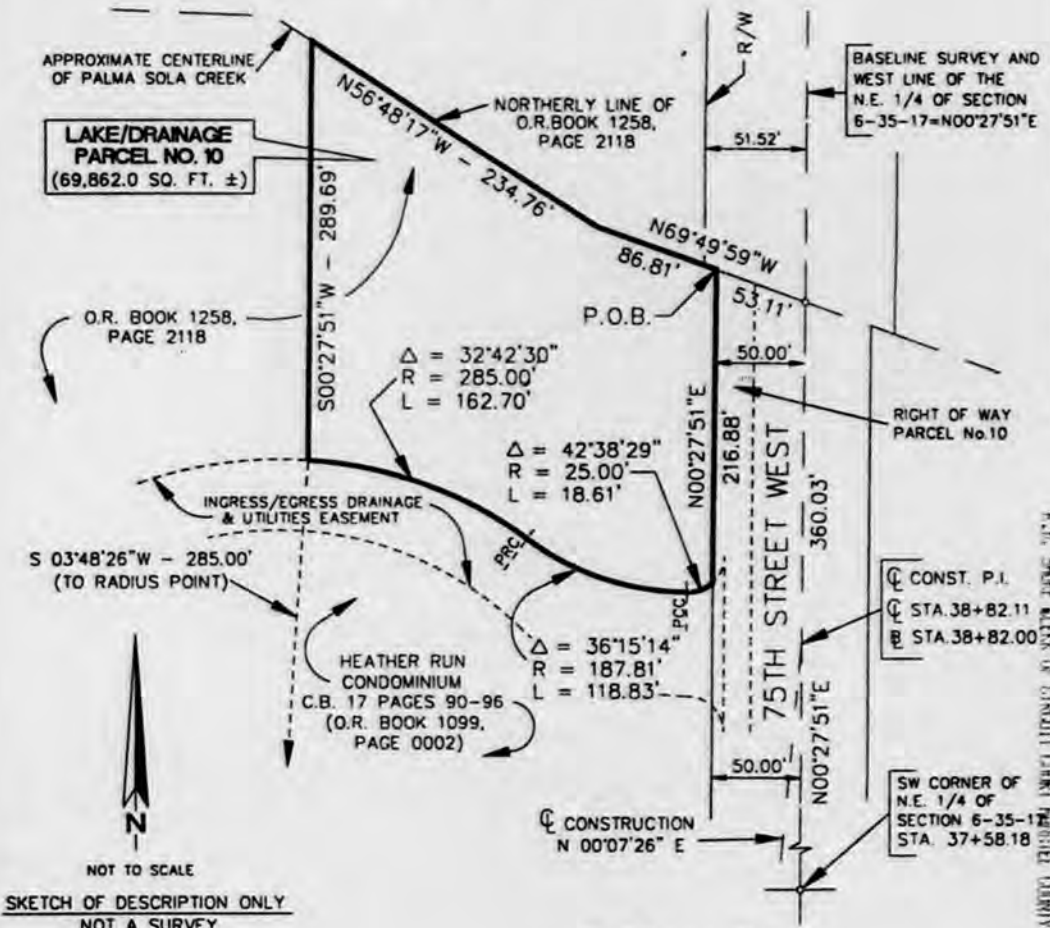 APPROXIMATE CENTERLINE
OF PALMA SOLA CREEK
LAKE/DRAINAGE
PARCEL NO. 10
(69,862.0 SQ. FT. ±)
N56°48'17"W - 234.76'
NORTHERLY LINE OF
O.R.BOOK 1258,
PAGE 2118
R/W
51.52'
BASELINE SURVEY AND
WEST LINE OF THE
N.E. 1/4 OF SECTION
6-35-17=N00°27'51"E
S00°27'51"W - 289.69'
N69°49'59"W
86.81'
53.11'
P.O.B.
50.00'
O.R. BOOK 1258,
PAGE 2118
Δ = 32°42'30"
R = 285.00'
L = 162.70'
Δ = 42°38'29"
R = 25.00'
L = 18.61'
N00°27'51"E
216.88'
75TH STREET WEST
360.03'
RIGHT OF WAY
PARCEL No.10
INGRESS/EGRESS DRAINAGE
& UTILITIES EASEMENT
PRC
PCC
S 03°48'26"W - 285.00'
(TO RADIUS POINT)
Δ = 36°15'14"
R = 187.81'
L = 118.83'
HEATHER RUN
CONDOMINIUM
C.B. 17 PAGES 90-96
(O.R. BOOK 1099,
PAGE 0002)
℄ CONST. P.I.
℄ STA.38+82.11
STA.38+82.00
N00°27'51"E
50.00'
℄ CONSTRUCTION
N 00°07'26" E
SW CORNER OF
N.E. 1/4 OF
SECTION 6-35-17
STA. 37+58.18
N
NOT TO SCALE
SKETCH OF DESCRIPTION ONLY
NOT A SURVEY
COUNTY